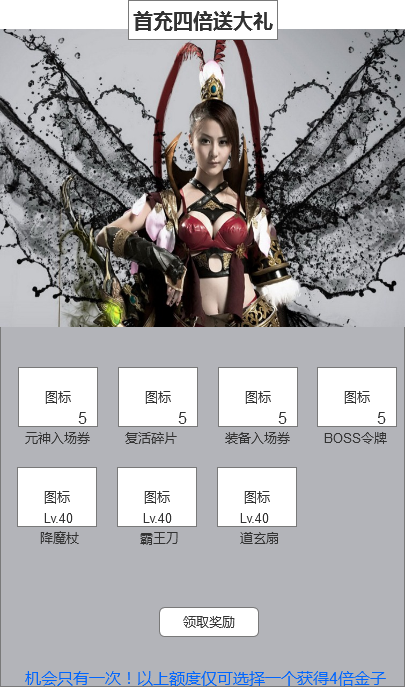 首充四倍送大礼
图标 图标 图标 图标
5 5 5 5
元神入场券 复活碎片 装备入场券 BOSS令牌
图标 图标 图标
Lv.40 Lv.40 Lv.40
降魔杖 霸王刀 道玄扇
领取奖励
机会只有一次！以上额度仅可选择一个获得4倍金子